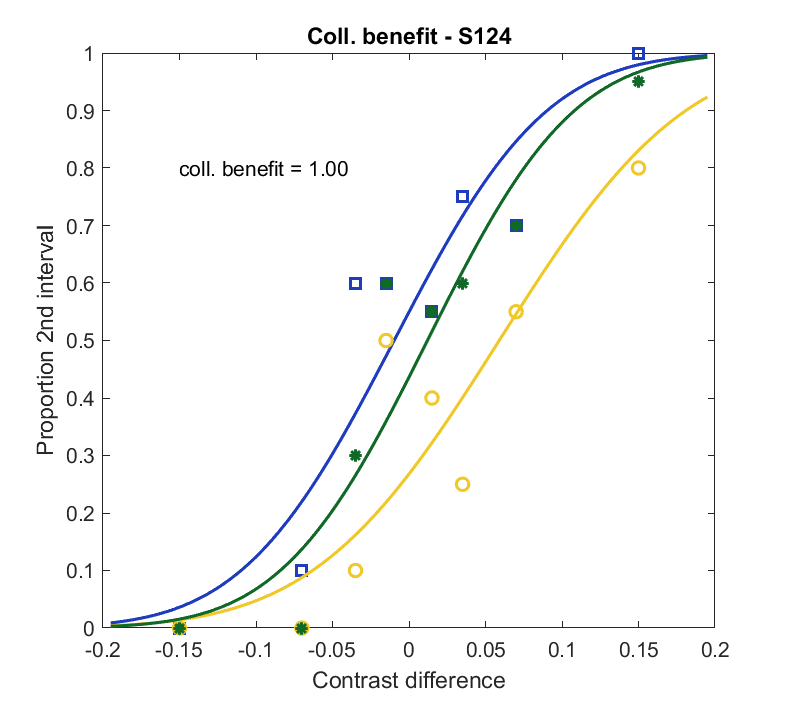 Coll. benefit - S124
1
0.9
0.8
0.7
0.6
0.5
0.4
0.3
0.2
0.1
0
coll. benefit = 1.00
Proportion 2nd interval
-0.2 -0.15 -0.1 -0.05 0 0.05 0.1 0.15 0.2
Contrast difference